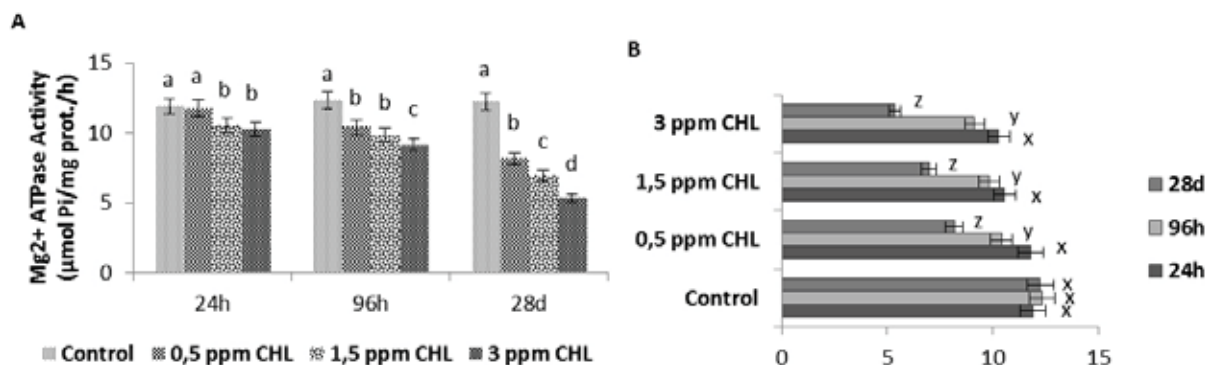 A
Mg2+ ATPase Activity
(μmol Pi/mg prot./h)
15
10
5
0
a a b b
a b b c
a b c d
24h 96h 28d
Control 0,5 ppm CHL 1,5 ppm CHL 3 ppm CHL
B
3 ppm CHL
z
y
x
1,5 ppm CHL
z
y
x
0,5 ppm CHL
z
y
x
Control
x
x
x
0 5 10 15
28d
96h
24h